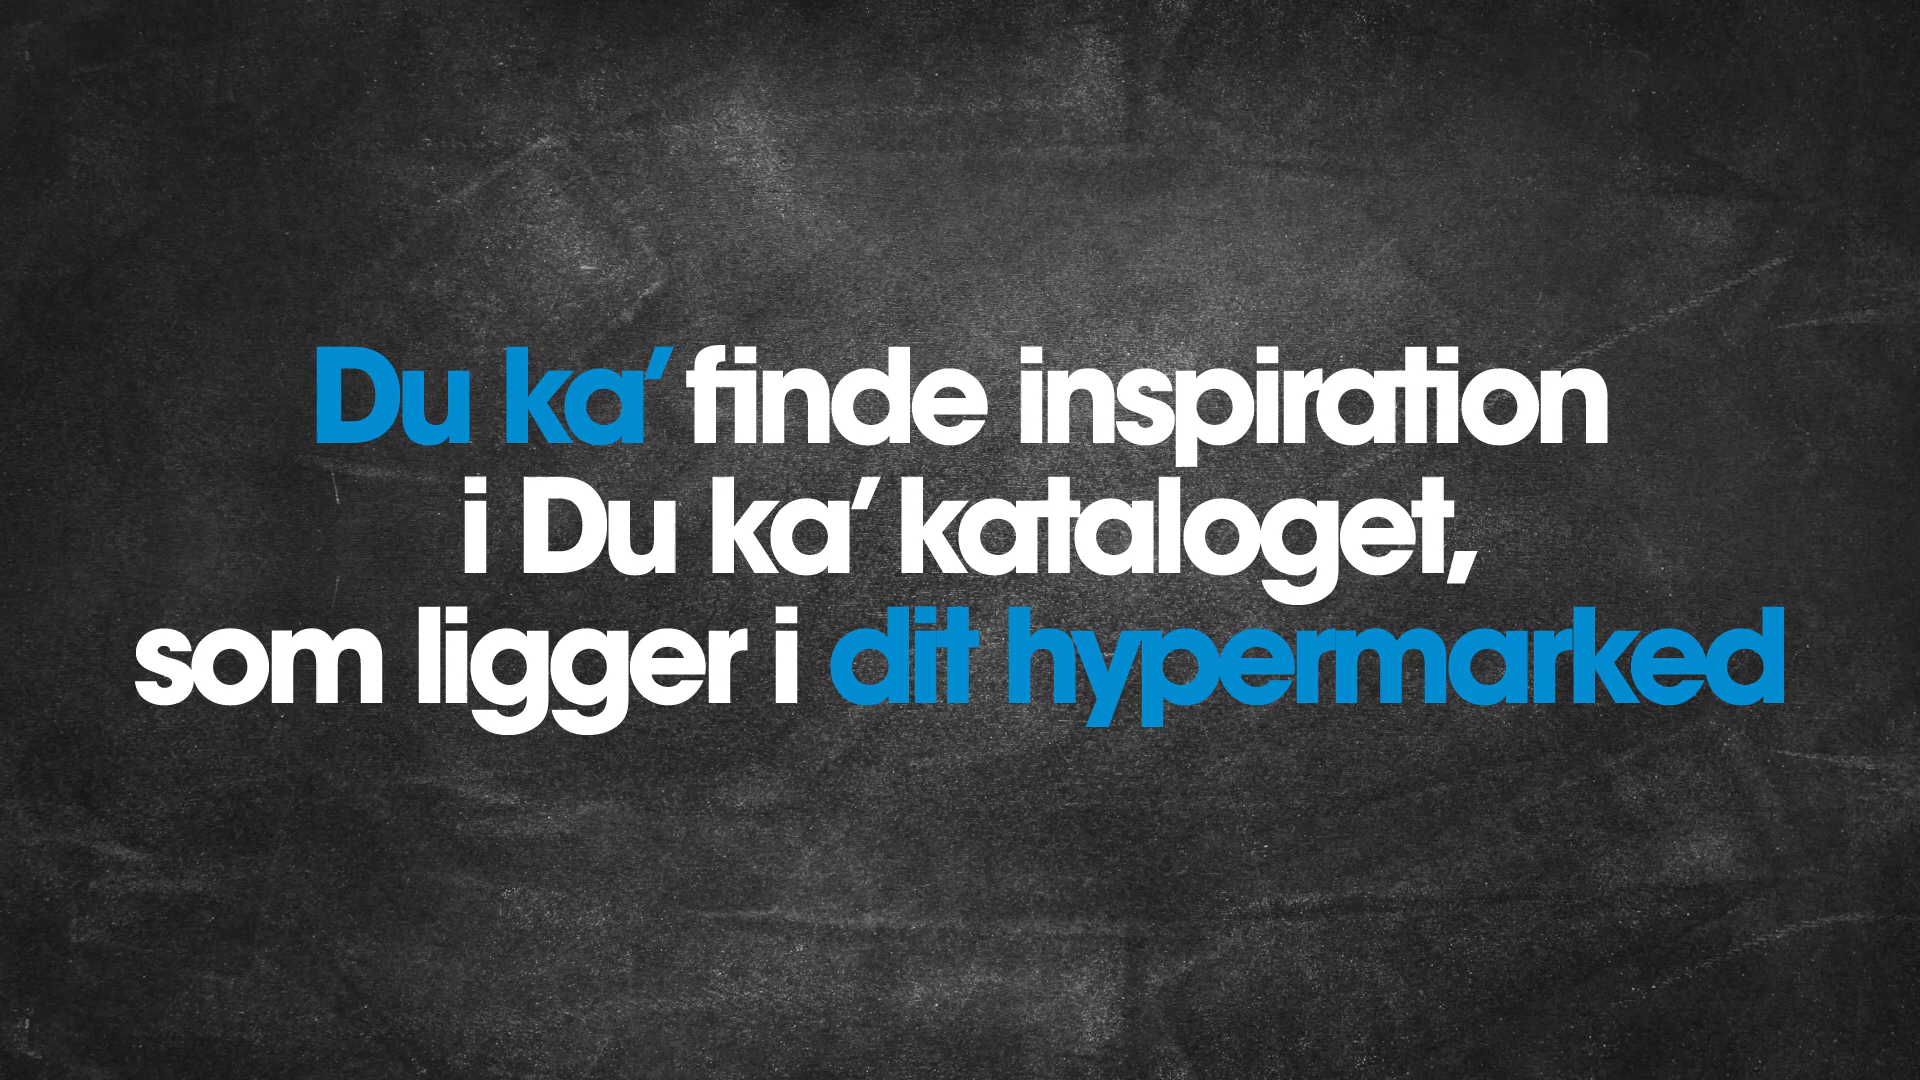 Du ka’ finde inspiration
i Du ka’ kataloget,
som ligger i dit hypermarked